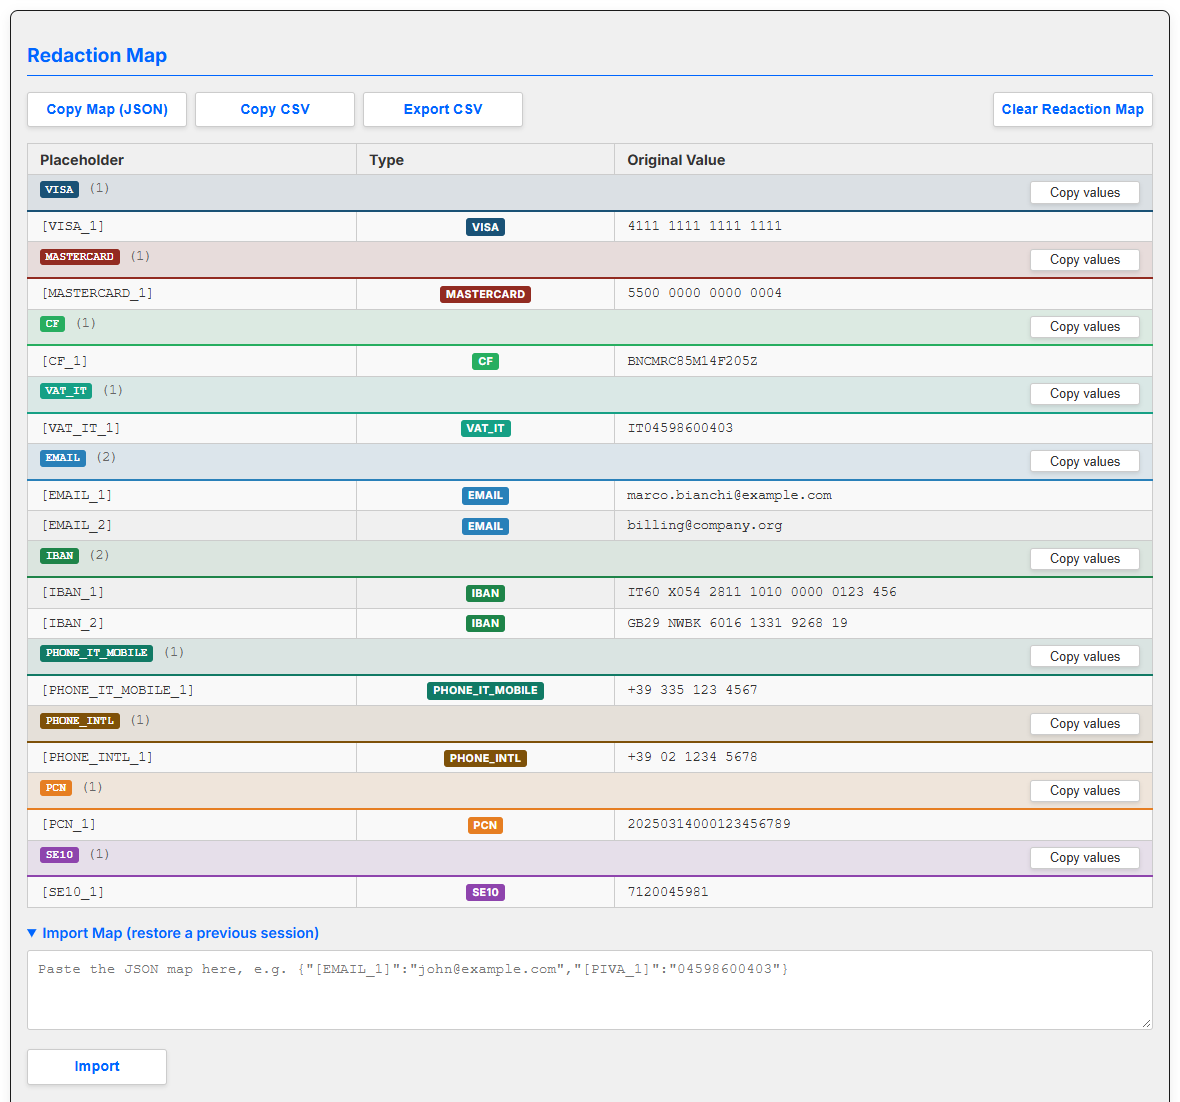 Redaction Map
Copy Map (JSON) Copy CSV Export CSV Clear Redaction Map
Placeholder Type Original Value
VISA (1) Copy values
[VISA_1] VISA 4111 1111 1111 1111
MASTERCARD (1) Copy values
[MASTERCARD_1] MASTERCARD 5500 0000 0000 0004
CF (1) Copy values
[CF_1] CF BNCMRC85M14F205Z
VAT_IT (1) Copy values
[VAT_IT_1] VAT_IT IT04598600403
EMAIL (2) Copy values
[EMAIL_1] EMAIL marco.bianchi@example.com
[EMAIL_2] EMAIL billing@company.org
IBAN (2) Copy values
[IBAN_1] IBAN IT60 X054 2811 1010 0000 0123 456
[IBAN_2] IBAN GB29 NWBK 6016 1331 9268 19
PHONE_IT_MOBILE (1) Copy values
[PHONE_IT_MOBILE_1] PHONE_IT_MOBILE +39 335 123 4567
PHONE_INTL (1) Copy values
[PHONE_INTL_1] PHONE_INTL +39 02 1234 5678
PCN (1) Copy values
[PCN_1] PCN 20250314000123456789
SE10 (1) Copy values
[SE10_1] SE10 7120045981
▼ Import Map (restore a previous session)
Paste the JSON map here, e.g. {"[EMAIL_1]":"john@example.com","[PIVA_1]":"04598600403"}
Import